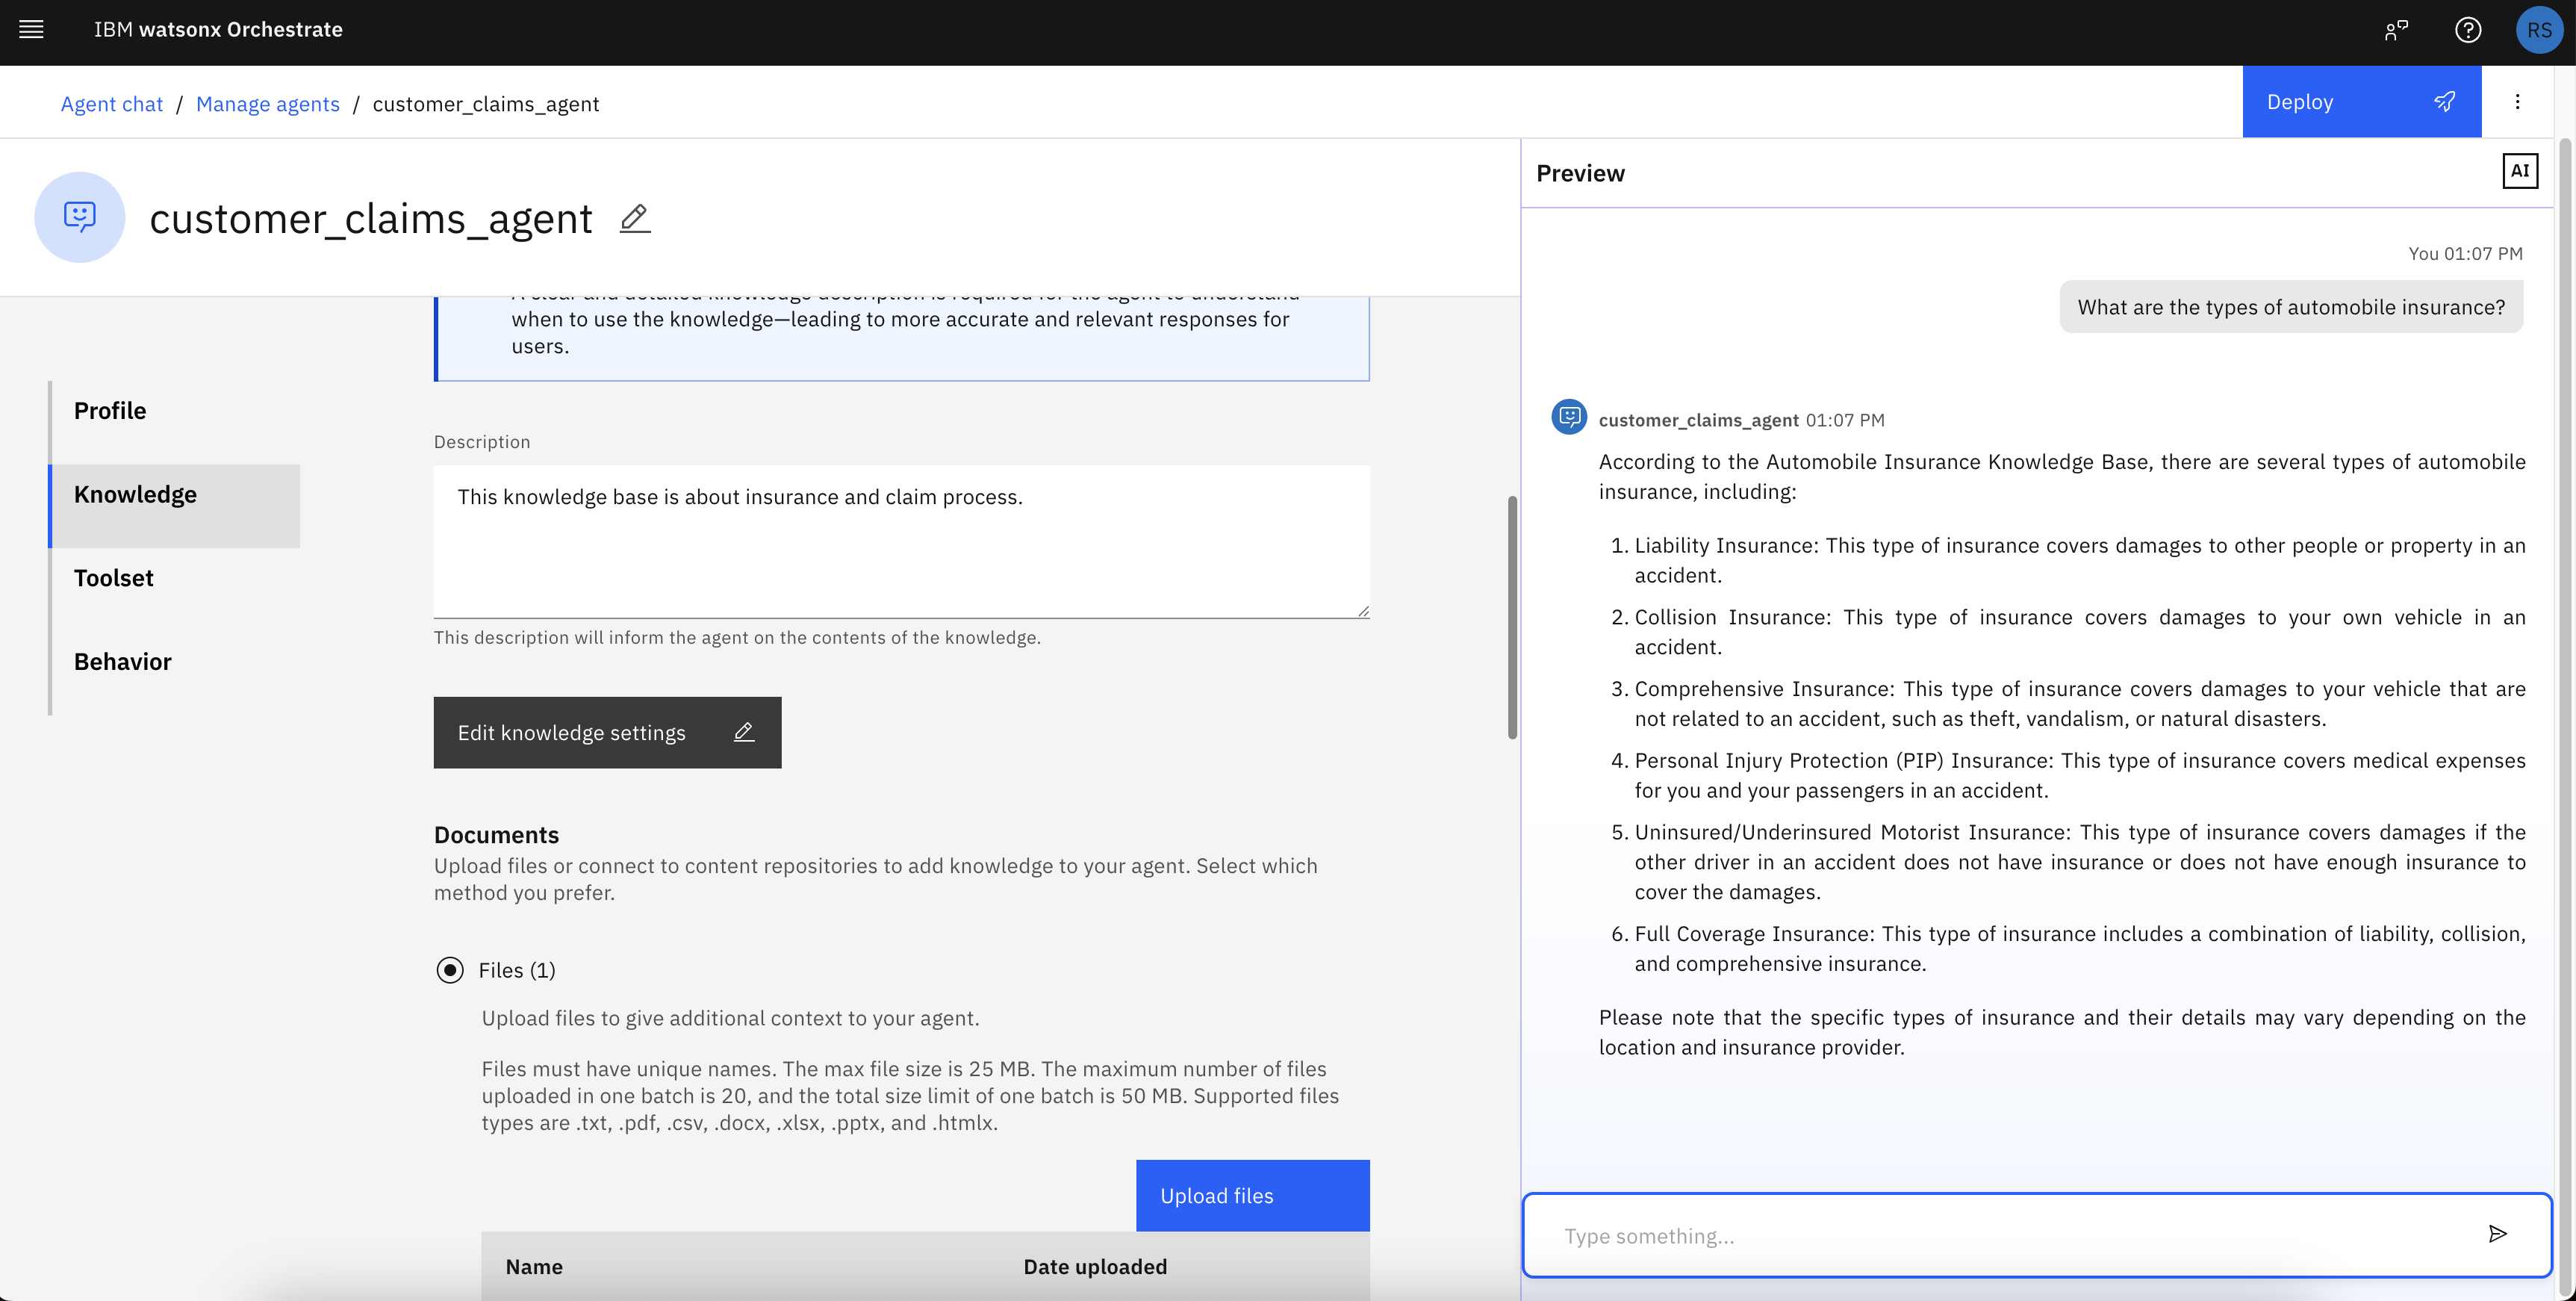 IBM watsonx Orchestrate
RS
Agent chat / Manage agents / customer_claims_agent
Deploy
customer_claims_agent
A clear and detailed knowledge description is required for the agent to understand
when to use the knowledge—leading to more accurate and relevant responses for
users.
Profile
Knowledge
Toolset
Behavior
Description
This knowledge base is about insurance and claim process.
This description will inform the agent on the contents of the knowledge.
Edit knowledge settings
Documents
Upload files or connect to content repositories to add knowledge to your agent. Select which
method you prefer.
Files (1)
Upload files to give additional context to your agent.
Files must have unique names. The max file size is 25 MB. The maximum number of files
uploaded in one batch is 20, and the total size limit of one batch is 50 MB. Supported files
types are .txt, .pdf, .csv, .docx, .xlsx, .pptx, and .htmlx.
Upload files
Name Date uploaded
Preview
AI
You 01:07 PM
What are the types of automobile insurance?
customer_claims_agent 01:07 PM
According to the Automobile Insurance Knowledge Base, there are several types of automobile
insurance, including:
1. Liability Insurance: This type of insurance covers damages to other people or property in an
accident.
2. Collision Insurance: This type of insurance covers damages to your own vehicle in an
accident.
3. Comprehensive Insurance: This type of insurance covers damages to your vehicle that are
not related to an accident, such as theft, vandalism, or natural disasters.
4. Personal Injury Protection (PIP) Insurance: This type of insurance covers medical expenses
for you and your passengers in an accident.
5. Uninsured/Underinsured Motorist Insurance: This type of insurance covers damages if the
other driver in an accident does not have insurance or does not have enough insurance to
cover the damages.
6. Full Coverage Insurance: This type of insurance includes a combination of liability, collision,
and comprehensive insurance.
Please note that the specific types of insurance and their details may vary depending on the
location and insurance provider.
Type something...